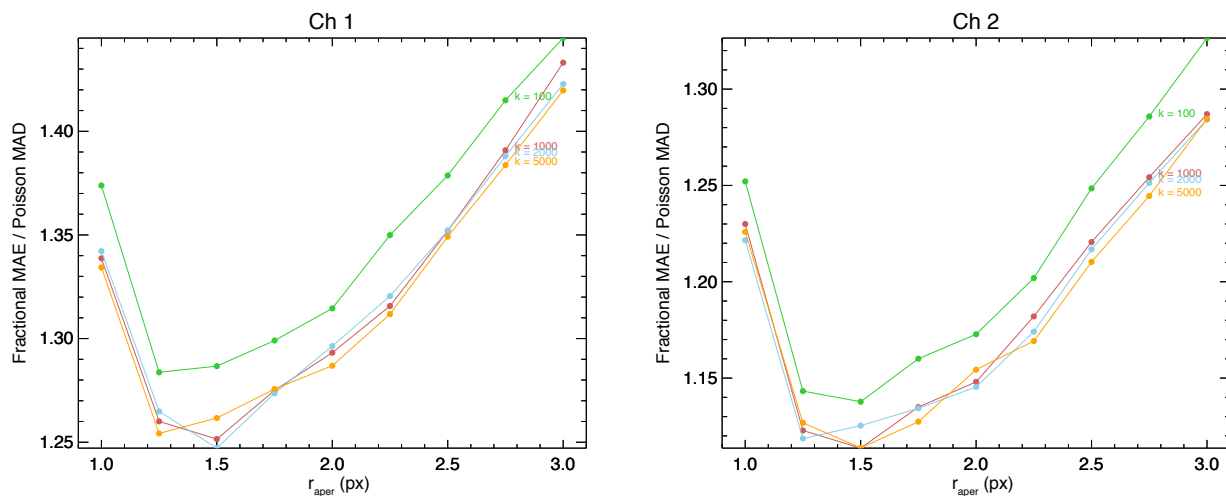 Ch 1
Fractional MAE / Poisson MAD
1.40
1.35
1.30
1.25
k = 100
k = 1000
k = 2000
k = 5000
1.0 1.5 2.0 2.5 3.0
r_aper (px)
Ch 2
Fractional MAE / Poisson MAD
1.30
1.25
1.20
1.15
k = 100
k = 1000
k = 2000
k = 5000
1.0 1.5 2.0 2.5 3.0
r_aper (px)